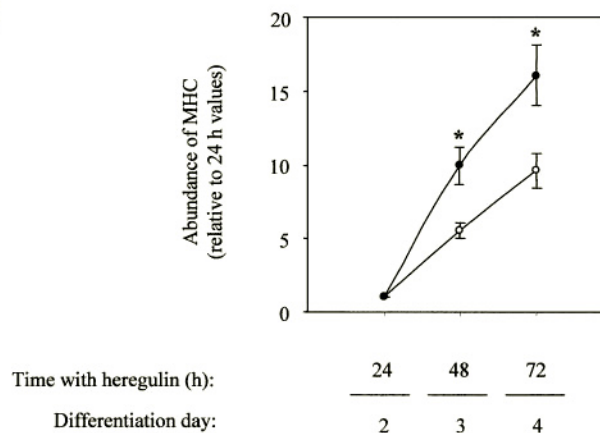 Abundance of MHC
(relative to 24 h values)
20
15
10
5
0
*
*
Time with heregulin (h): 24 48 72
Differentiation day: 2 3 4